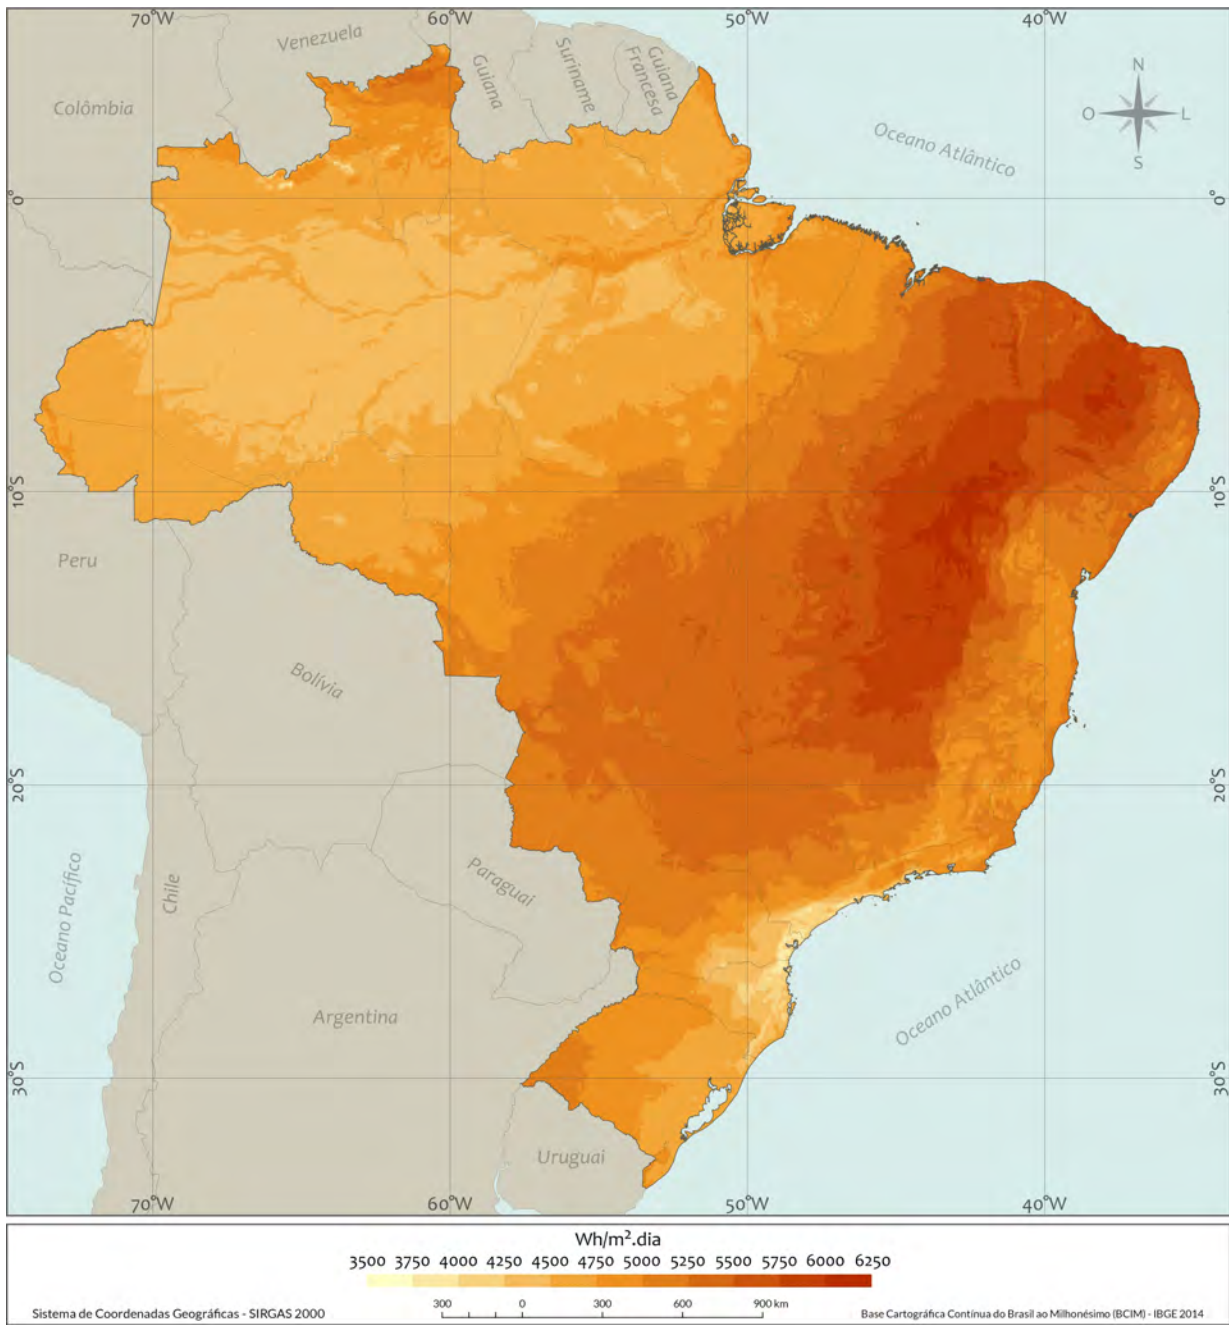 70°W 60°W 50°W 40°W
Venezuela
Guiana
Suriname
Guiana
Francesa
Colômbia
N
O L
S
Oceano Atlântico
0° 0°
10°S 10°S
Peru
Bolívia
20°S 20°S
Oceano Pacífico
Chile
Paraguai
Argentina
Oceano Atlântico
30°S 30°S
Uruguai
70°W 60°W 50°W 40°W
Wh/m².dia
3500 3750 4000 4250 4500 4750 5000 5250 5500 5750 6000 6250
300 0 300 600 900 km
Sistema de Coordenadas Geográficas - SIRGAS 2000
Base Cartográfica Contínua do Brasil ao Milhonésimo (BCIM) - IBGE 2014